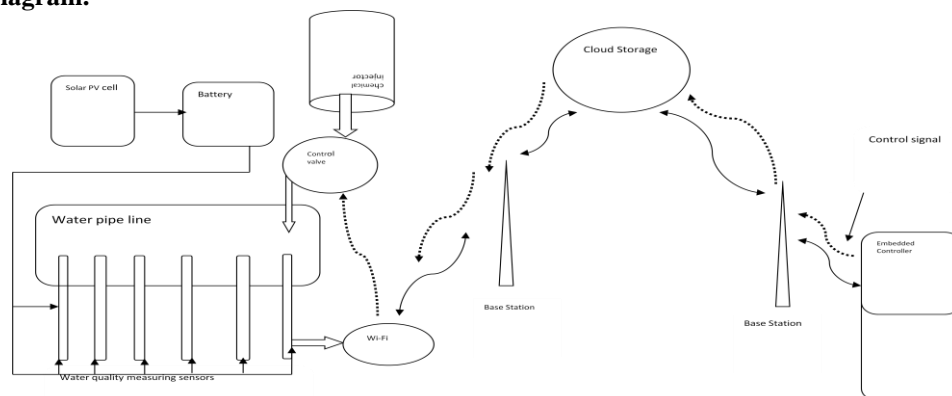 nagram:
Cloud Storage
chemical
injector
Solar PV cell
Battery
Control
valve
Control signal
Water pipe line
Embedded
Controller
Base Station
Base Station
Wi-Fi
Water quality measuring sensors